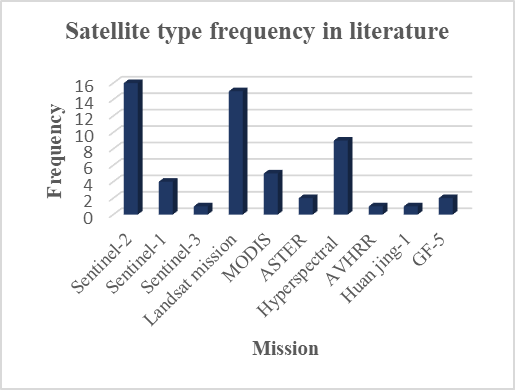 Satellite type frequency in literature
Frequency
16
14
12
10
8
6
4
2
0
Sentinel-2
Sentinel-1
Sentinel-3
Landsat mission
MODIS
ASTER
Hyperspectral
AVHRR
Huan jing-1
GF-5
Mission